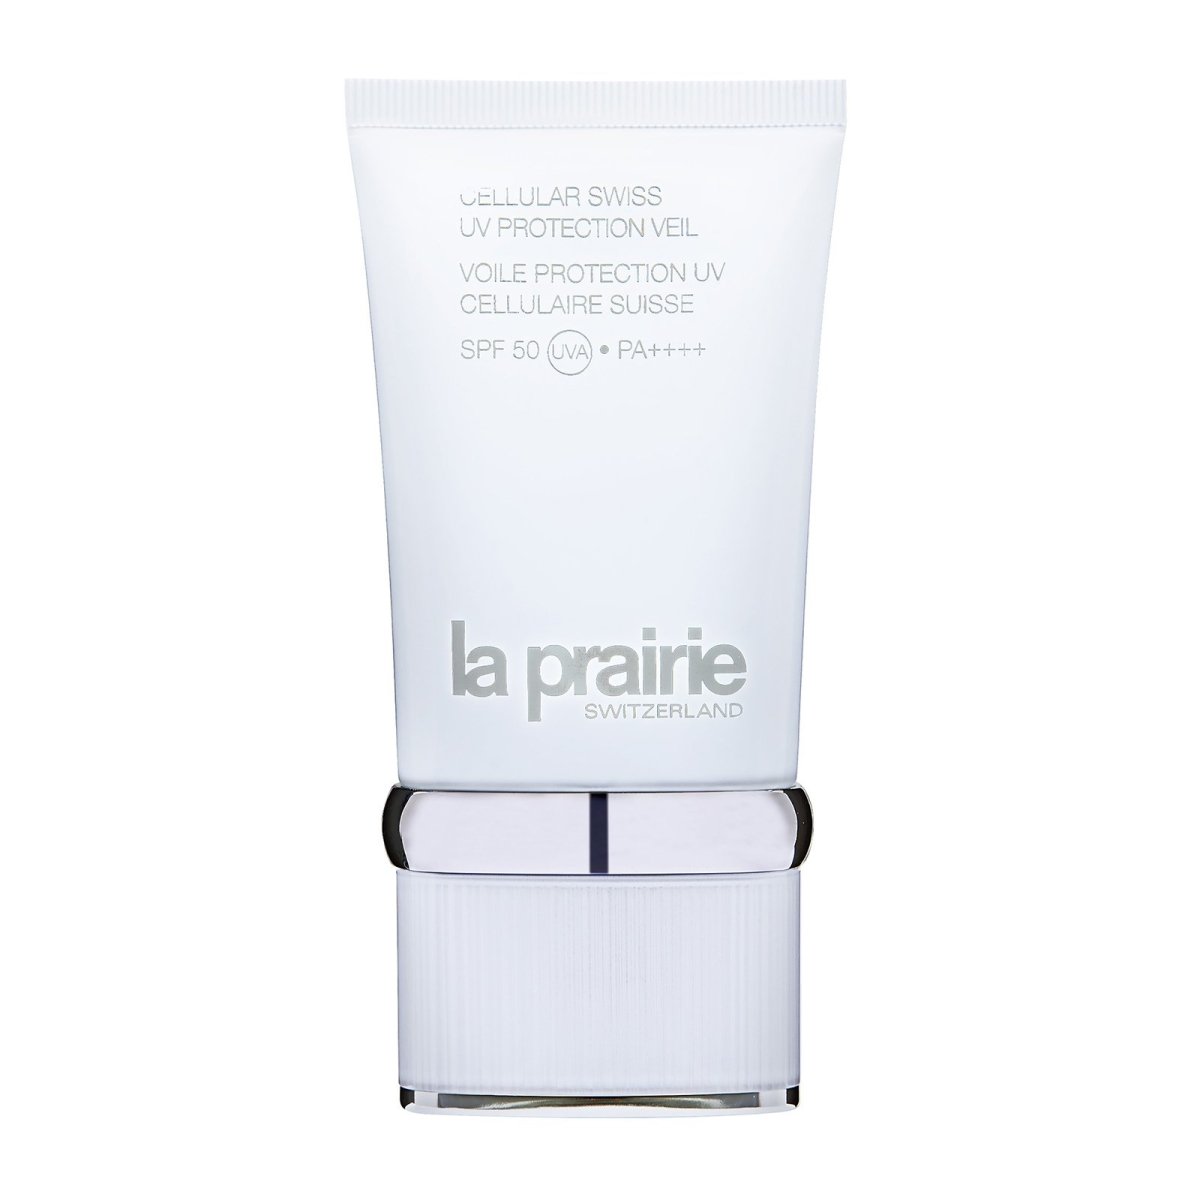 CELLULAR SWISS
UV PROTECTION VEIL
VOILE PROTECTION UV
CELLULAIRE SUISSE
SPF 50 UVA • PA++++
la prairie
SWITZERLAND